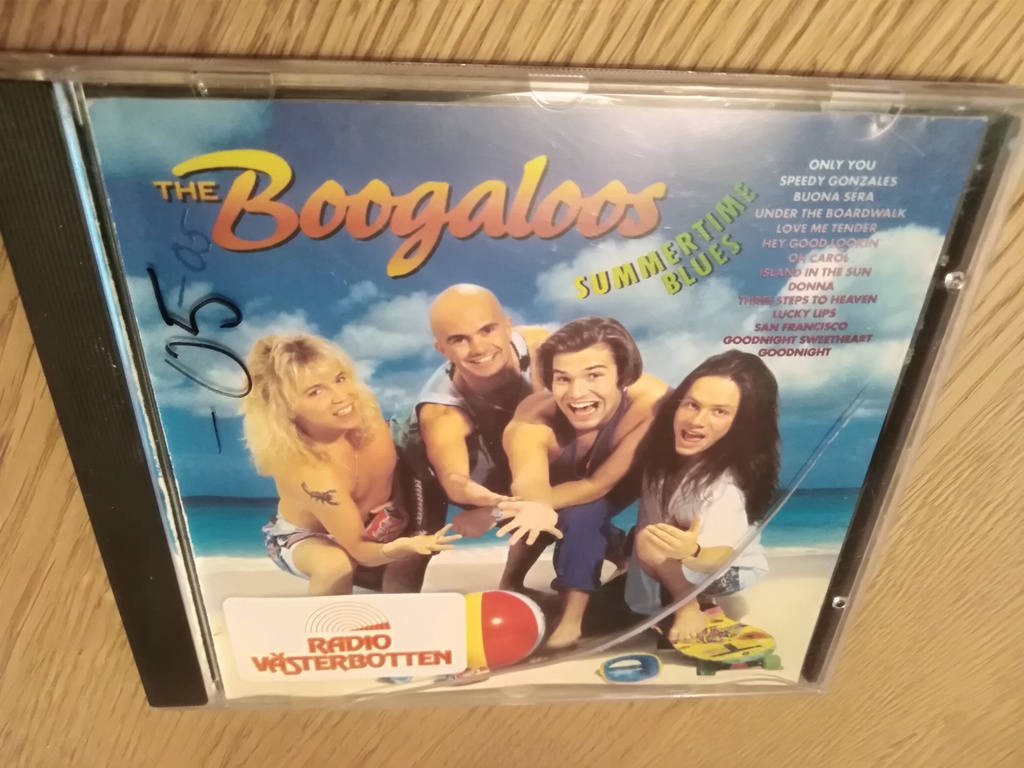 THE Boogaloos
SUMMERTIME
BLUES
ONLY YOU
SPEEDY GONZALES
BUONA SERA
UNDER THE BOARDWALK
LOVE ME TENDER
HEY GOOD LOOKIN
OH CAROL
ISLAND IN THE SUN
DONNA
THREE STEPS TO HEAVEN
LUCKY LIPS
SAN FRANCISCO
GOODNIGHT SWEETHEART
GOODNIGHT
-05
RADIO
VÄSTERBOTTEN